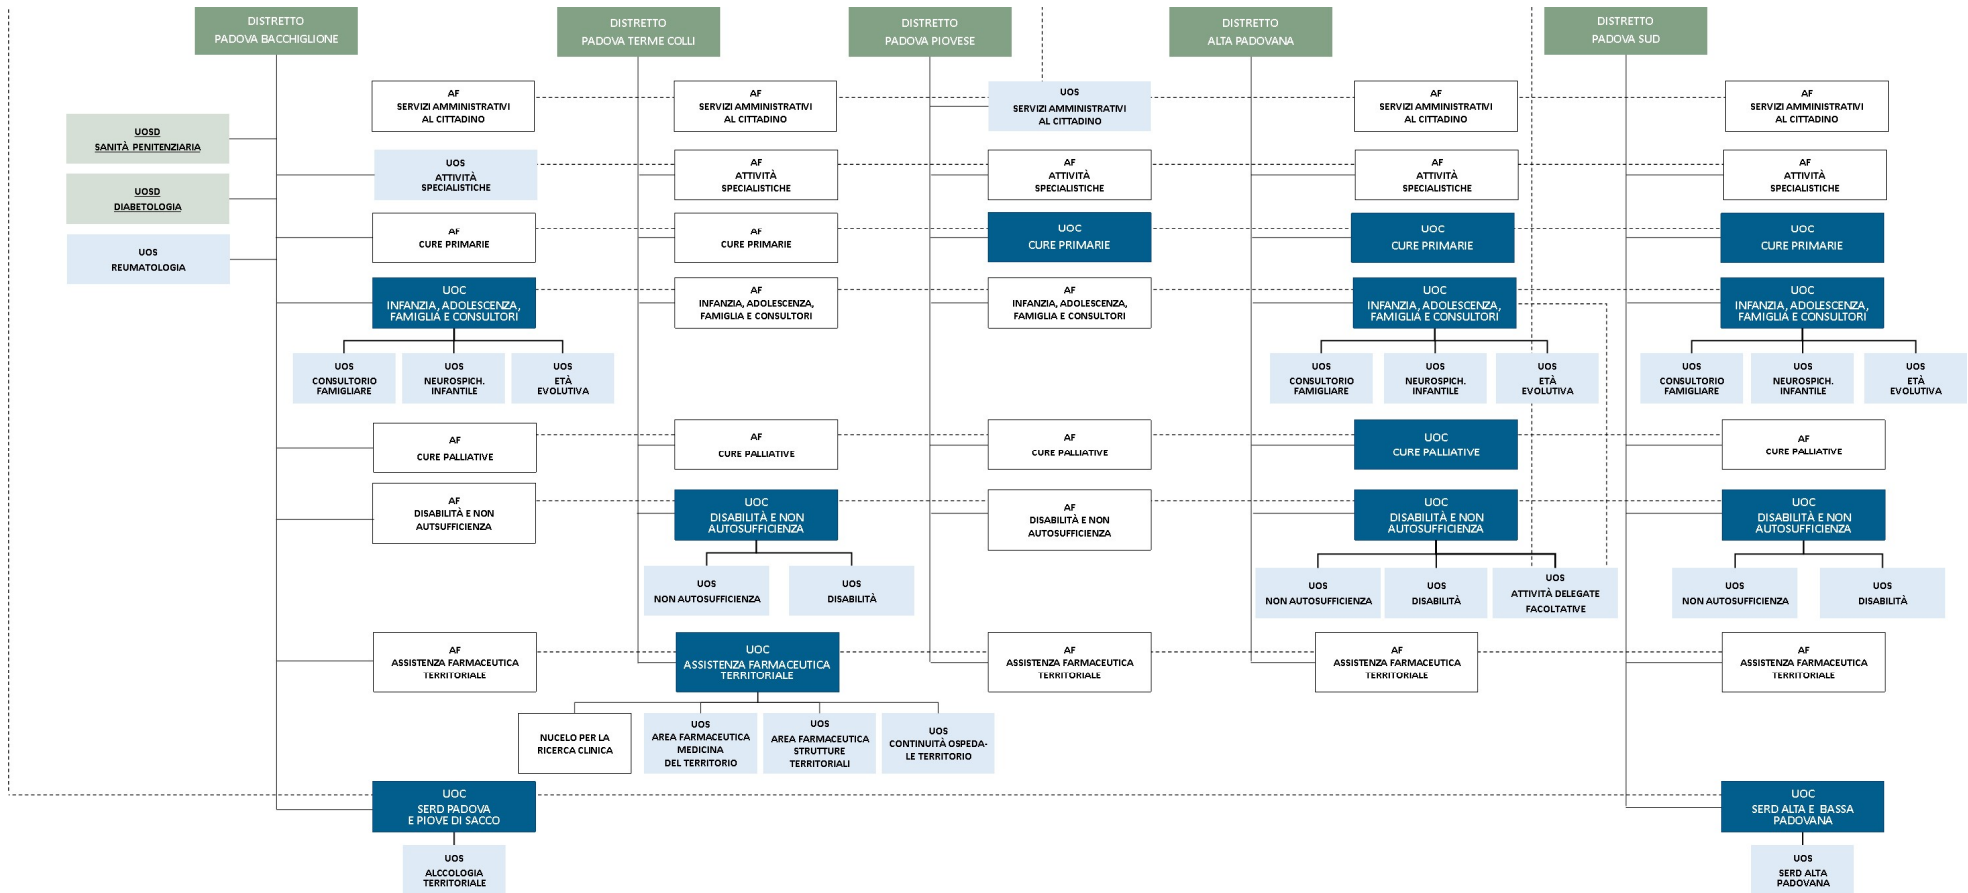 DISTRETTO
PADOVA BACCHIGLIONE
DISTRETTO
PADOVA TERME COLLI
DISTRETTO
PADOVA PIOVESE
DISTRETTO
ALTA PADOVANA
DISTRETTO
PADOVA SUD
AF
SERVIZI AMMINISTRATIVI
AL CITTADINO
AF
SERVIZI AMMINISTRATIVI
AL CITTADINO
UOS
SERVIZI AMMINISTRATIVI
AL CITTADINO
AF
SERVIZI AMMINISTRATIVI
AL CITTADINO
AF
SERVIZI AMMINISTRATIVI
AL CITTADINO
UOSD
SANITÀ PENITENZIARIA
UOS
ATTIVITÀ
SPECIALISTICHE
AF
ATTIVITÀ
SPECIALISTICHE
AF
ATTIVITÀ
SPECIALISTICHE
AF
ATTIVITÀ
SPECIALISTICHE
AF
ATTIVITÀ
SPECIALISTICHE
UOSD
DIABETOLOGIA
AF
CURE PRIMARIE
AF
CURE PRIMARIE
UOC
CURE PRIMARIE
UOC
CURE PRIMARIE
UOC
CURE PRIMARIE
UOS
REUMATOLOGIA
UOC
INFANZIA, ADOLESCENZA,
FAMIGLIA E CONSULTORI
AF
INFANZIA, ADOLESCENZA,
FAMIGLIA E CONSULTORI
AF
INFANZIA, ADOLESCENZA,
FAMIGLIA E CONSULTORI
UOC
INFANZIA, ADOLESCENZA,
FAMIGLIA E CONSULTORI
UOC
INFANZIA, ADOLESCENZA,
FAMIGLIA E CONSULTORI
UOS
CONSULTORIO
FAMIGLIARE
UOS
NEUROSPICH.
INFANTILE
UOS
ETÀ
EVOLUTIVA
UOS
CONSULTORIO
FAMIGLIARE
UOS
NEUROSPICH.
INFANTILE
UOS
ETÀ
EVOLUTIVA
UOS
CONSULTORIO
FAMIGLIARE
UOS
NEUROSPICH.
INFANTILE
UOS
ETÀ
EVOLUTIVA
AF
CURE PALLIATIVE
AF
CURE PALLIATIVE
AF
CURE PALLIATIVE
UOC
CURE PALLIATIVE
AF
CURE PALLIATIVE
AF
DISABILITÀ E NON
AUTSUFFICIENZA
UOC
DISABILITÀ E NON
AUTOSUFFICIENZA
AF
DISABILITÀ E NON
AUTOSUFFICIENZA
UOC
DISABILITÀ E NON
AUTOSUFFICIENZA
UOC
DISABILITÀ E NON
AUTOSUFFICIENZA
UOS
NON AUTOSUFFICIENZA
UOS
DISABILITÀ
UOS
NON AUTOSUFFICIENZA
UOS
DISABILITÀ
UOS
ATTIVITÀ DELEGATE
FACOLTATIVE
UOS
NON AUTOSUFFICIENZA
UOS
DISABILITÀ
AF
ASSISTENZA FARMACEUTICA
TERRITORIALE
UOC
ASSISTENZA FARMACEUTICA
TERRITORIALE
AF
ASSISTENZA FARMACEUTICA
TERRITORIALE
AF
ASSISTENZA FARMACEUTICA
TERRITORIALE
AF
ASSISTENZA FARMACEUTICA
TERRITORIALE
NUCELO PER LA
RICERCA CLINICA
UOS
AREA FARMACEUTICA
MEDICINA
DEL TERRITORIO
UOS
AREA FARMACEUTICA
STRUTTURE
TERRITORIALI
UOS
CONTINUITÀ OSPEDA-
LE TERRITORIO
UOC
SERD PADOVA
E PIOVE DI SACCO
UOC
SERD ALTA E BASSA
PADOVANA
UOS
ALCCOLOGIA
TERRITORIALE
UOS
SERD ALTA
PADOVANA